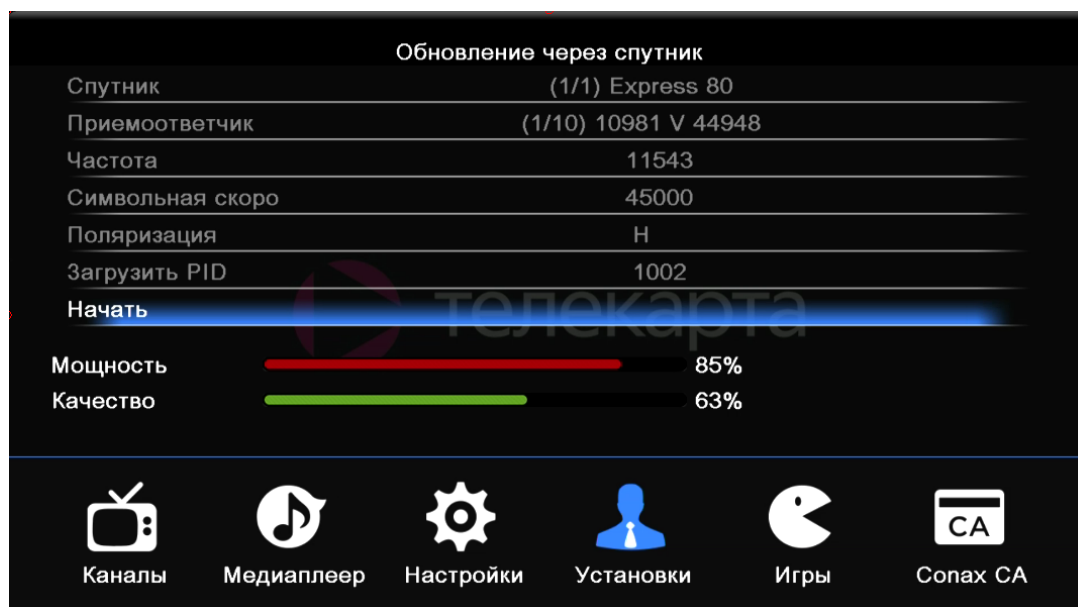 Обновление через спутник
Спутник (1/1) Express 80
Приемоответчик (1/10) 10981 V 44948
Частота 11543
Символьная скоро 45000
Поляризация H
Загрузить PID 1002
Начать
телекарта
Мощность 85%
Качество 63%
CA
Каналы Медиаплеер Настройки Установки Игры Conax CA